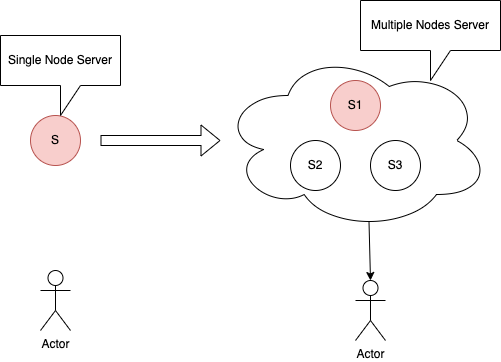 Multiple Nodes Server
Single Node Server
S1
S
S2
S3
Actor
Actor